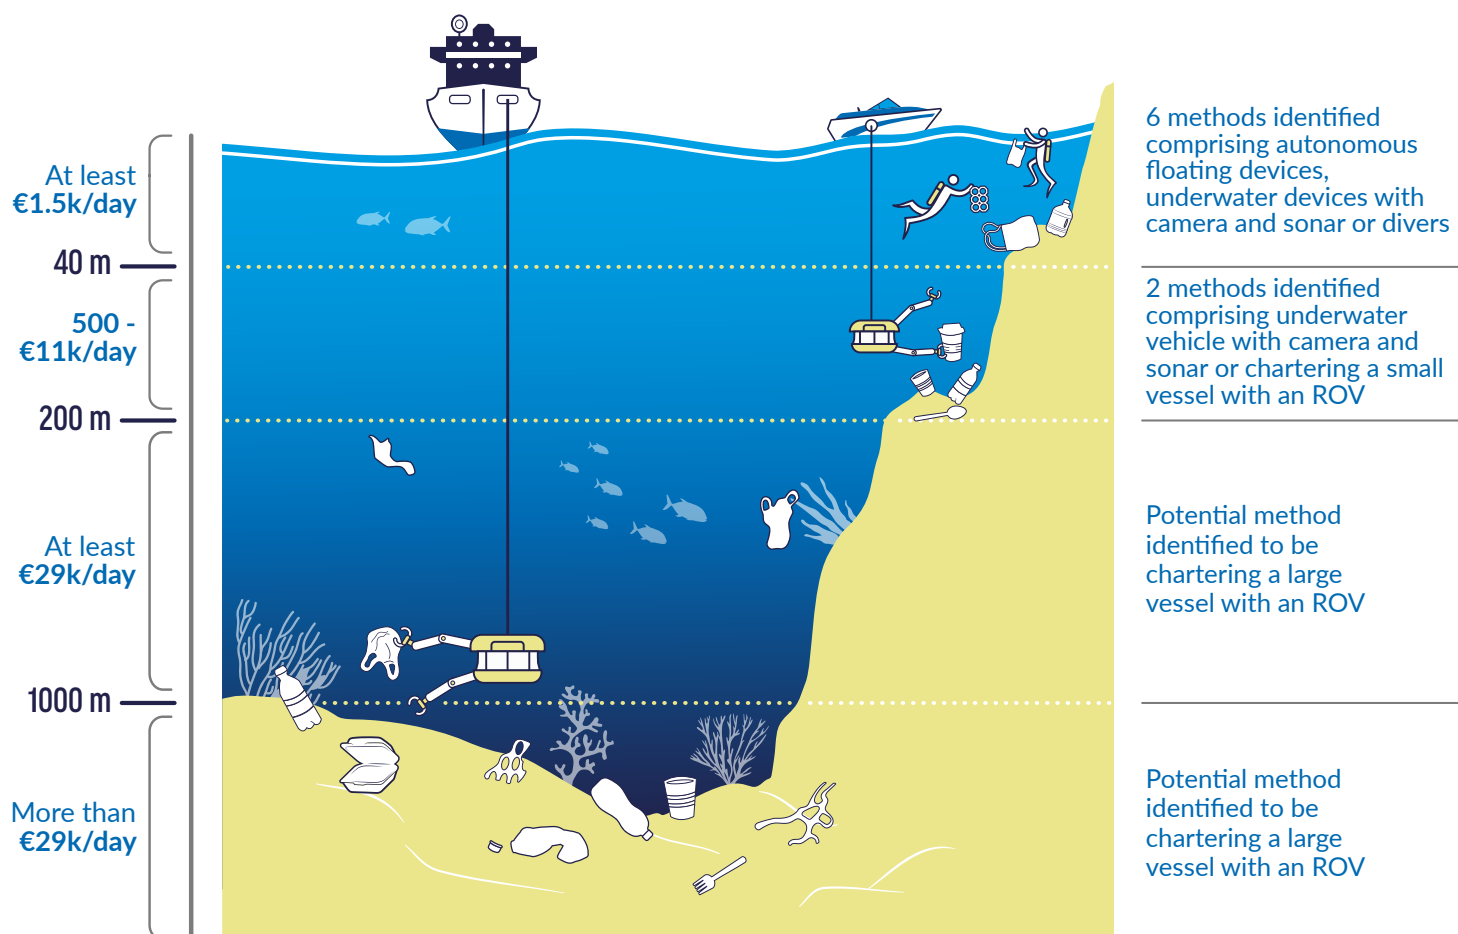 At least
€1.5k/day
40 m
500 -
€11k/day
200 m
At least
€29k/day
1000 m
More than
€29k/day
6 methods identified
comprising autonomous
floating devices,
underwater devices with
camera and sonar or divers
2 methods identified
comprising underwater
vehicle with camera and
sonar or chartering a small
vessel with an ROV
Potential method
identified to be
chartering a large
vessel with an ROV
Potential method
identified to be
chartering a large
vessel with an ROV